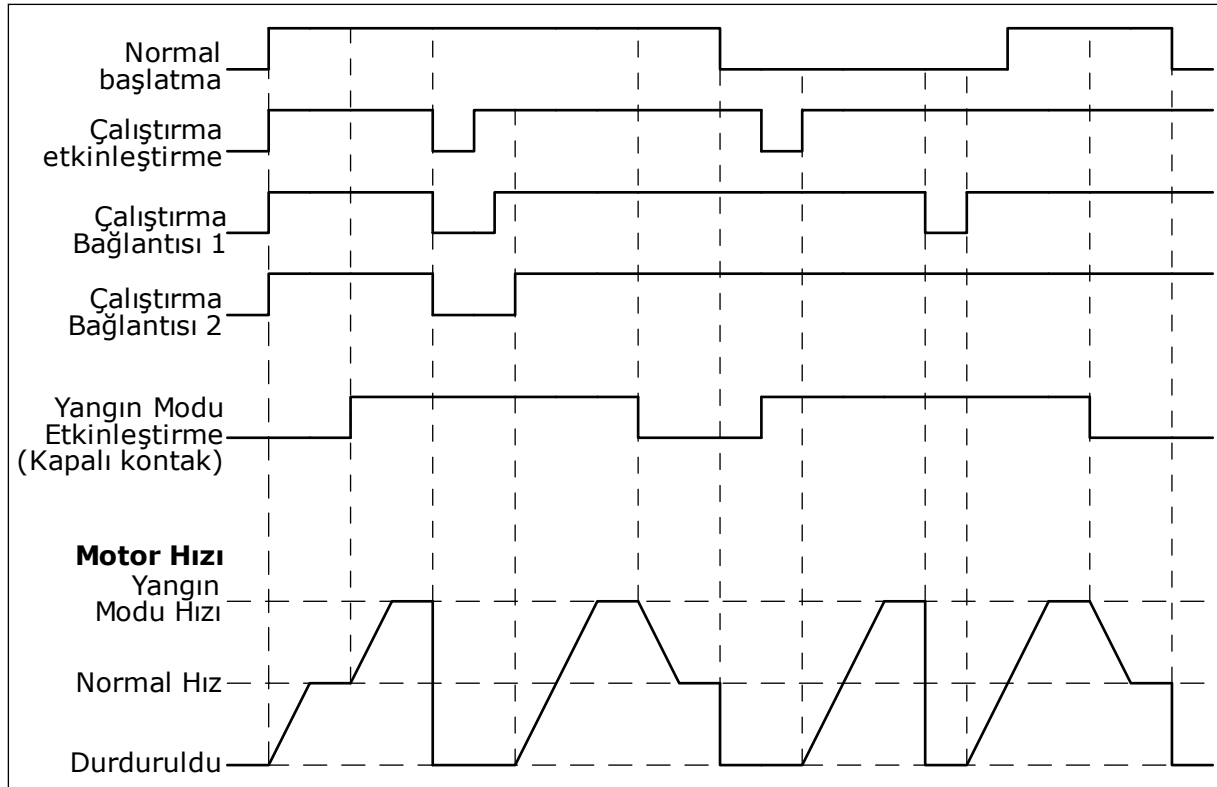 Normal
başlatma
Çalıştırma
etkinleştirme
Çalıştırma
Bağlantısı 1
Çalıştırma
Bağlantısı 2
Yangın Modu
Etkinleştirme
(Kapalı kontak)
Motor Hızı
Yangın
Modu Hızı
Normal Hız
Durduruldu